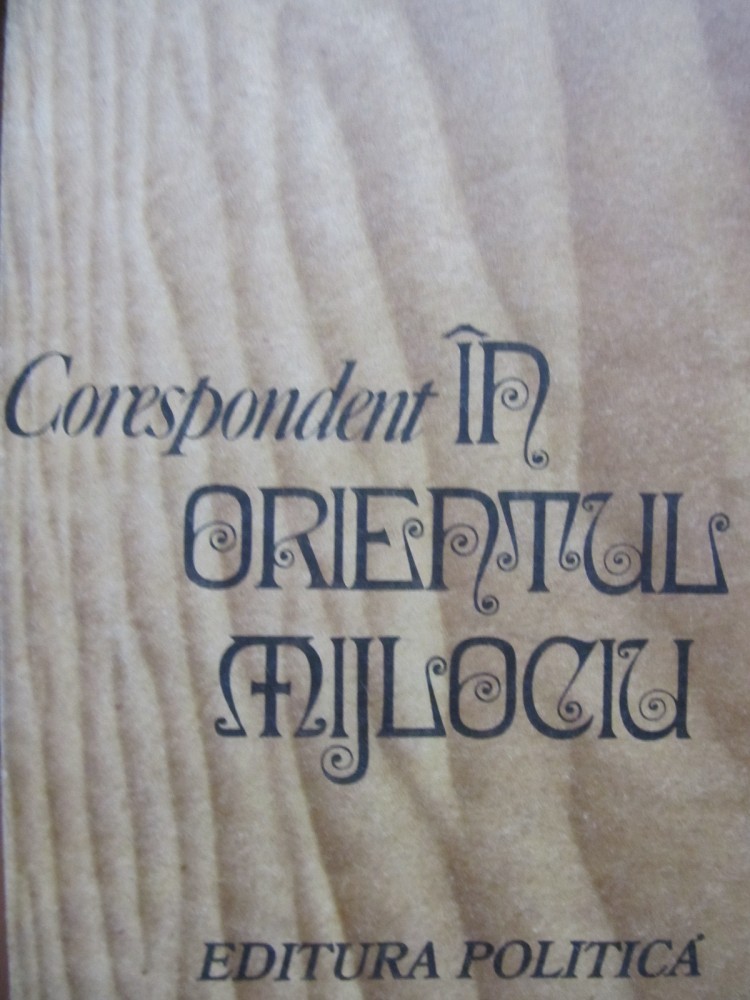 Corespondent ÎN
ORIENTUL
MIJLOCIU
EDITURA POLITICĂ